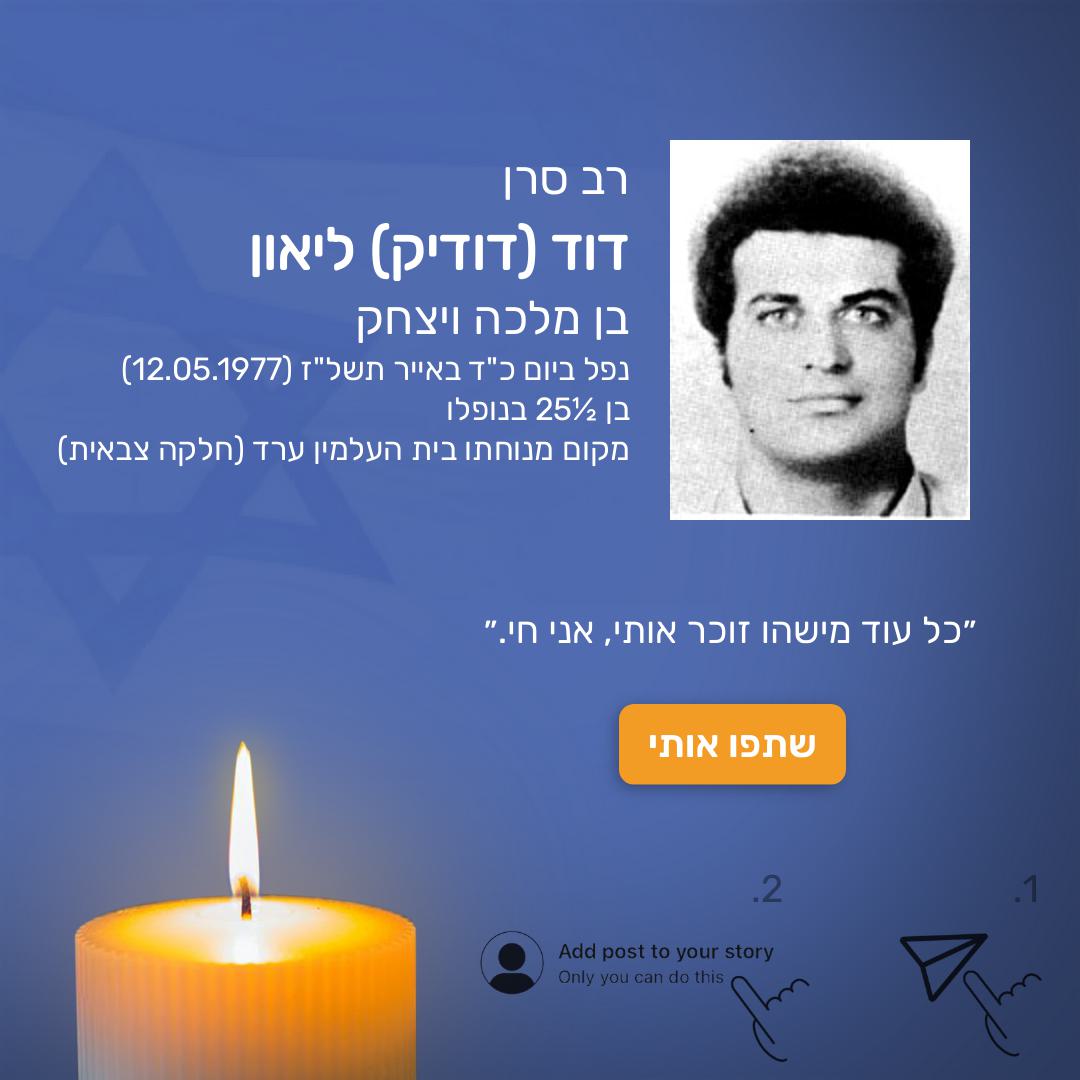 רב סרן
דוד (דודיק) ליאון
בן מלכה ויצחק
נפל ביום כ"ד באייר תשל"ז (12.05.1977)
בן 25½ בנופלו
מקום מנוחתו בית העלמין ערד (חלקה צבאית)
״כל עוד מישהו זוכר אותי, אני חי.״
שתפו אותי
1.
2.
Add post to your story
Only you can do this